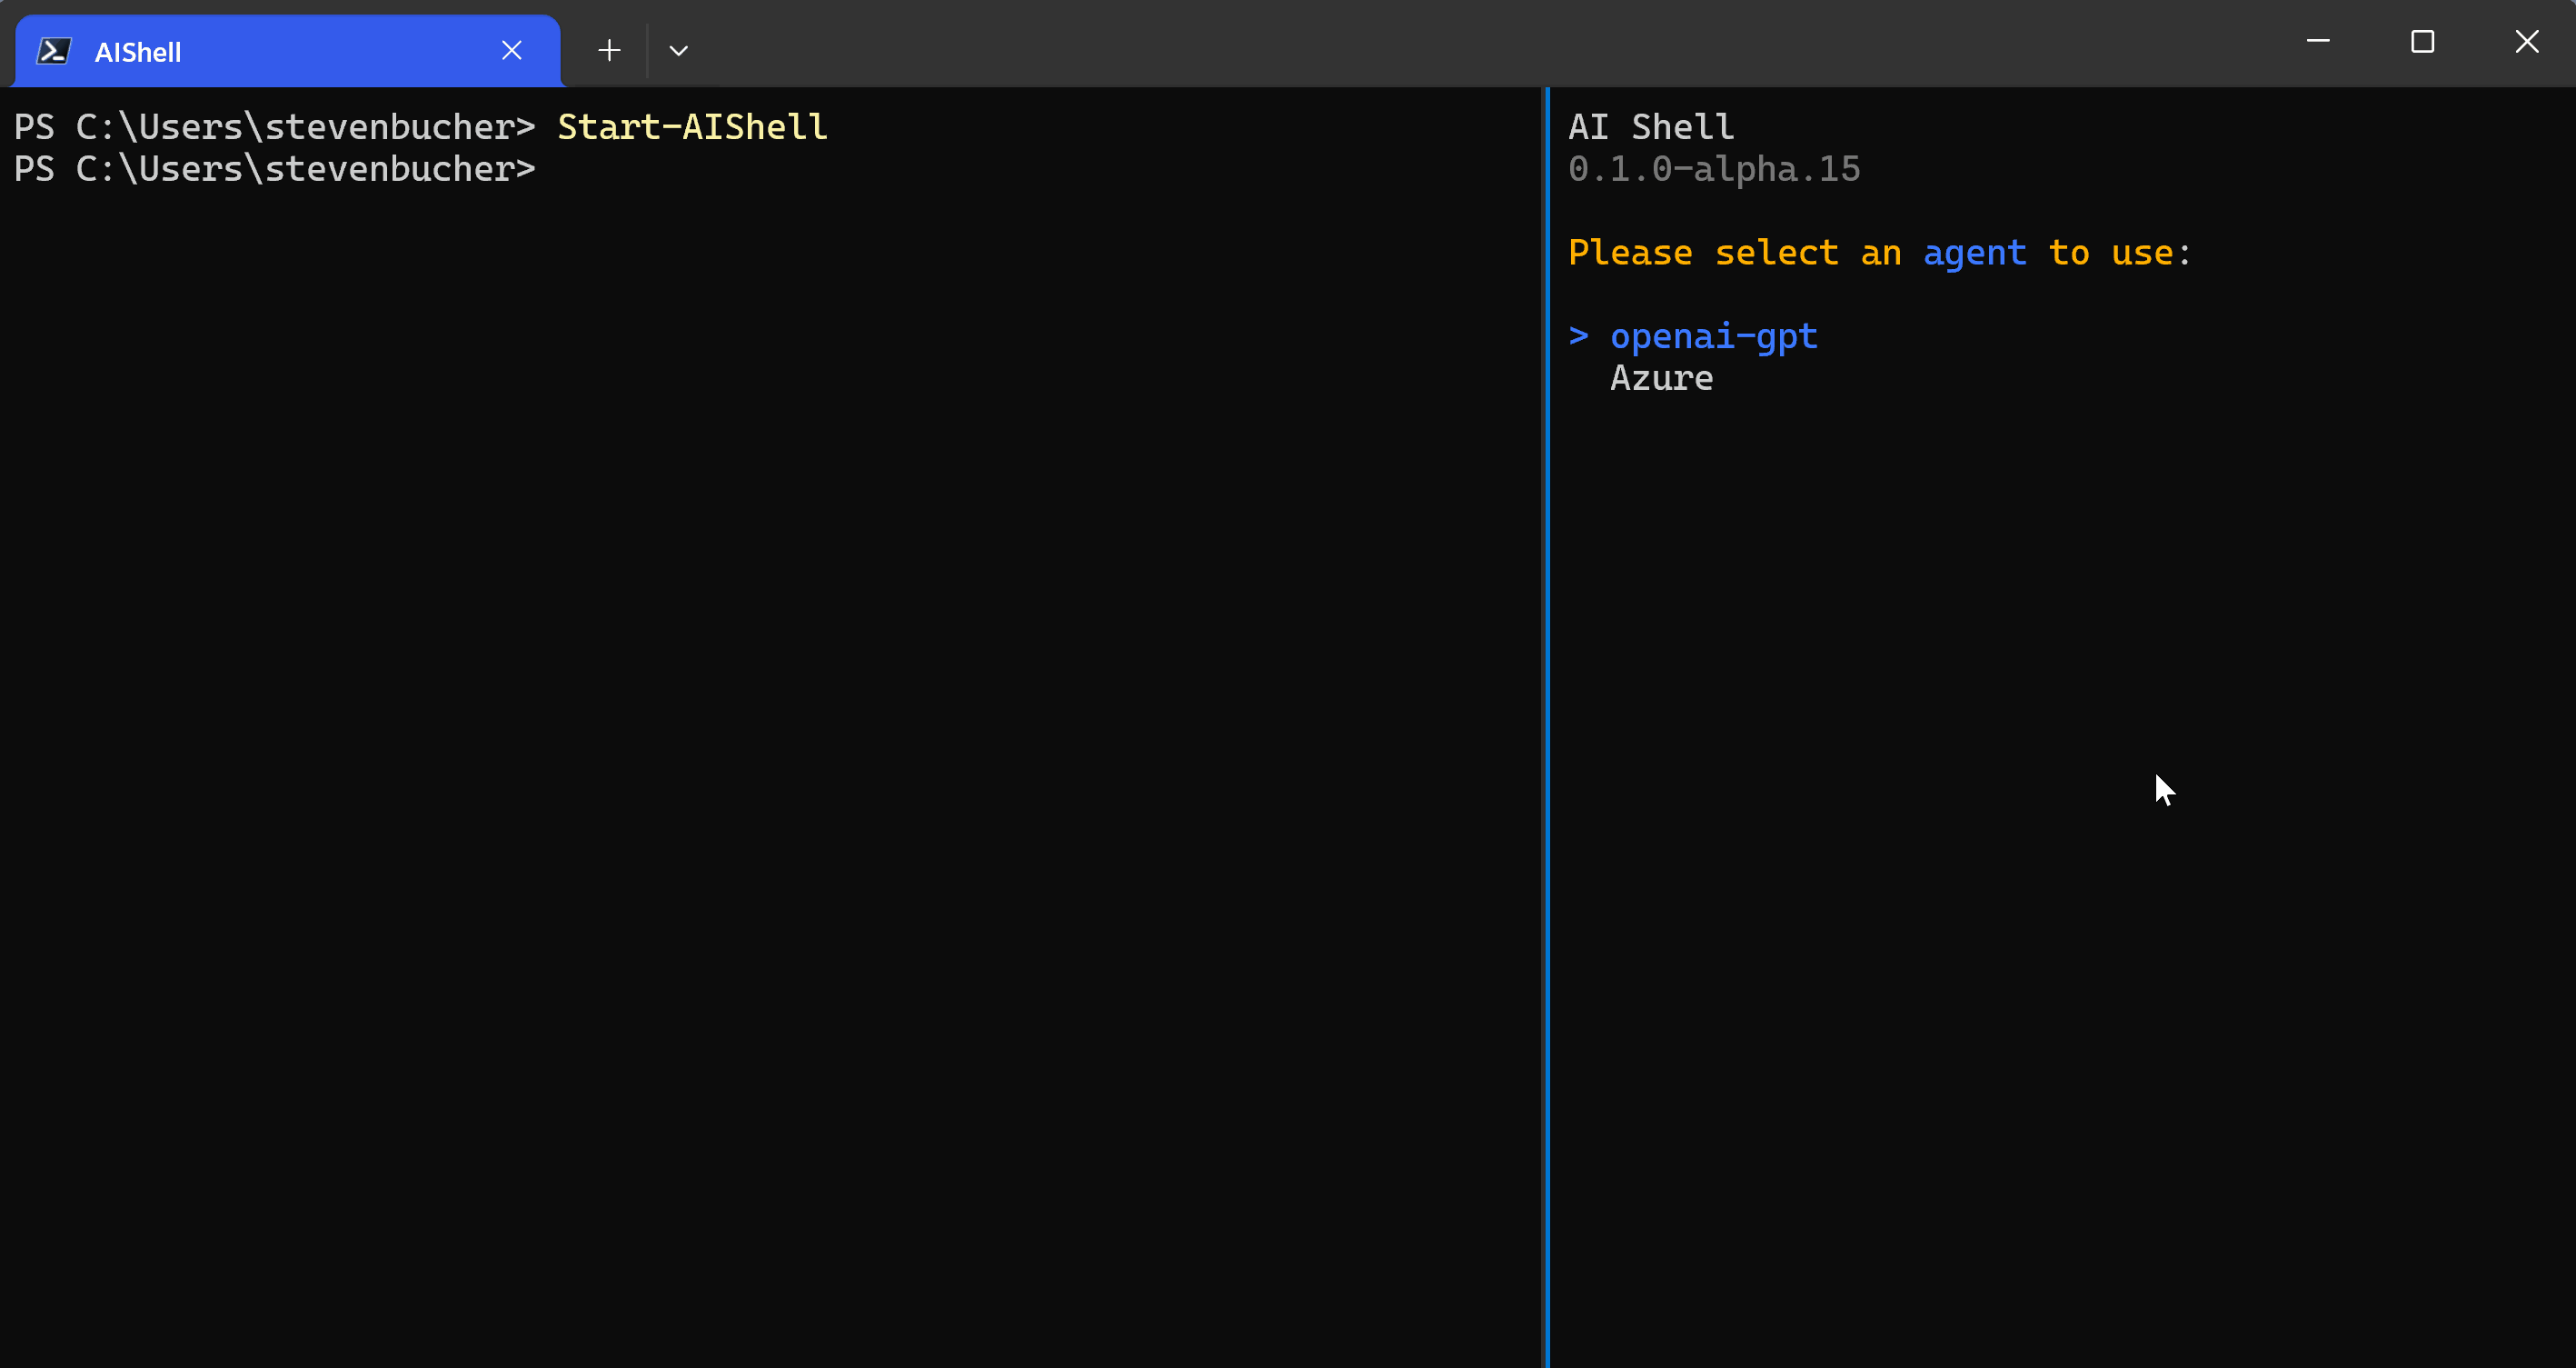 AIShell
PS C:\Users\stevenbucher> Start-AIShell
PS C:\Users\stevenbucher>
AI Shell
0.1.0-alpha.15
Please select an agent to use:
> openai-gpt
Azure